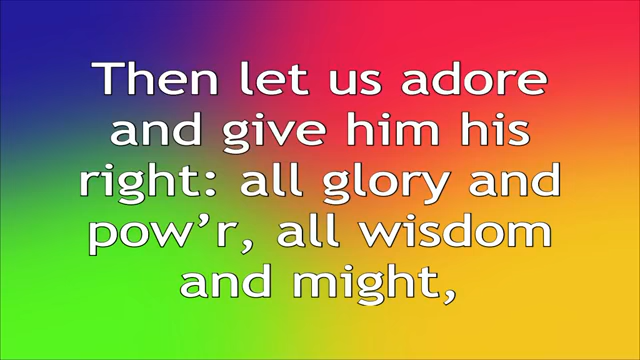 Then let us adore
and give him his
right: all glory and
pow’r, all wisdom
and might,